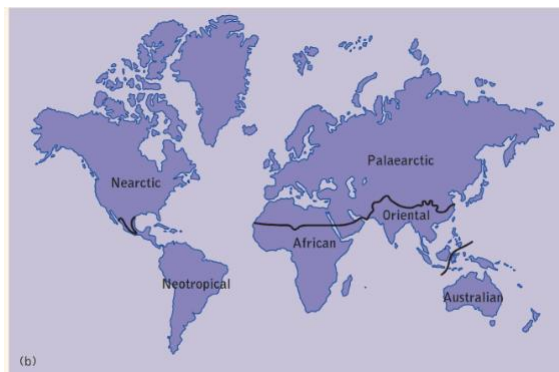 Palaearctic
Nearctic
Oriental
African
Neotropical
Australian
(b)